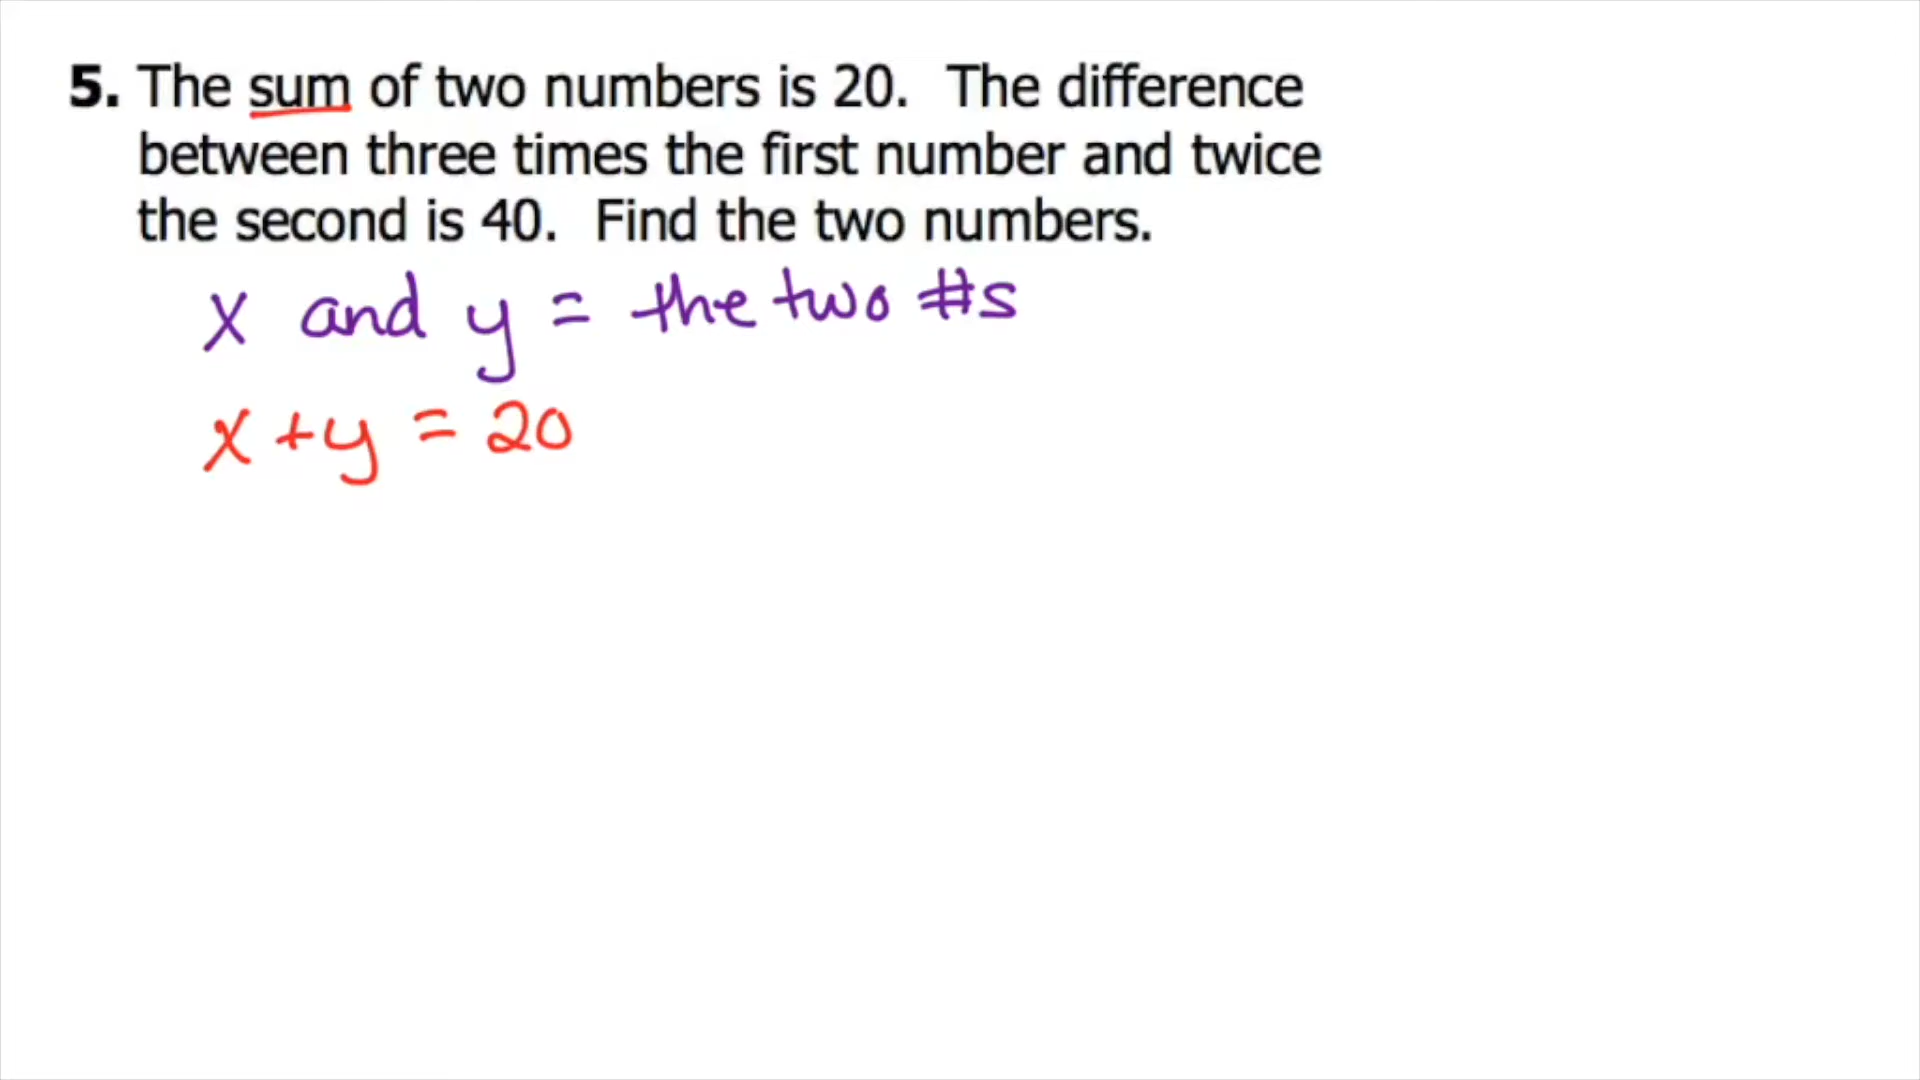 5. The sum of two numbers is 20. The difference
between three times the first number and twice
the second is 40. Find the two numbers.
x and y = the two #s
x + y = 20